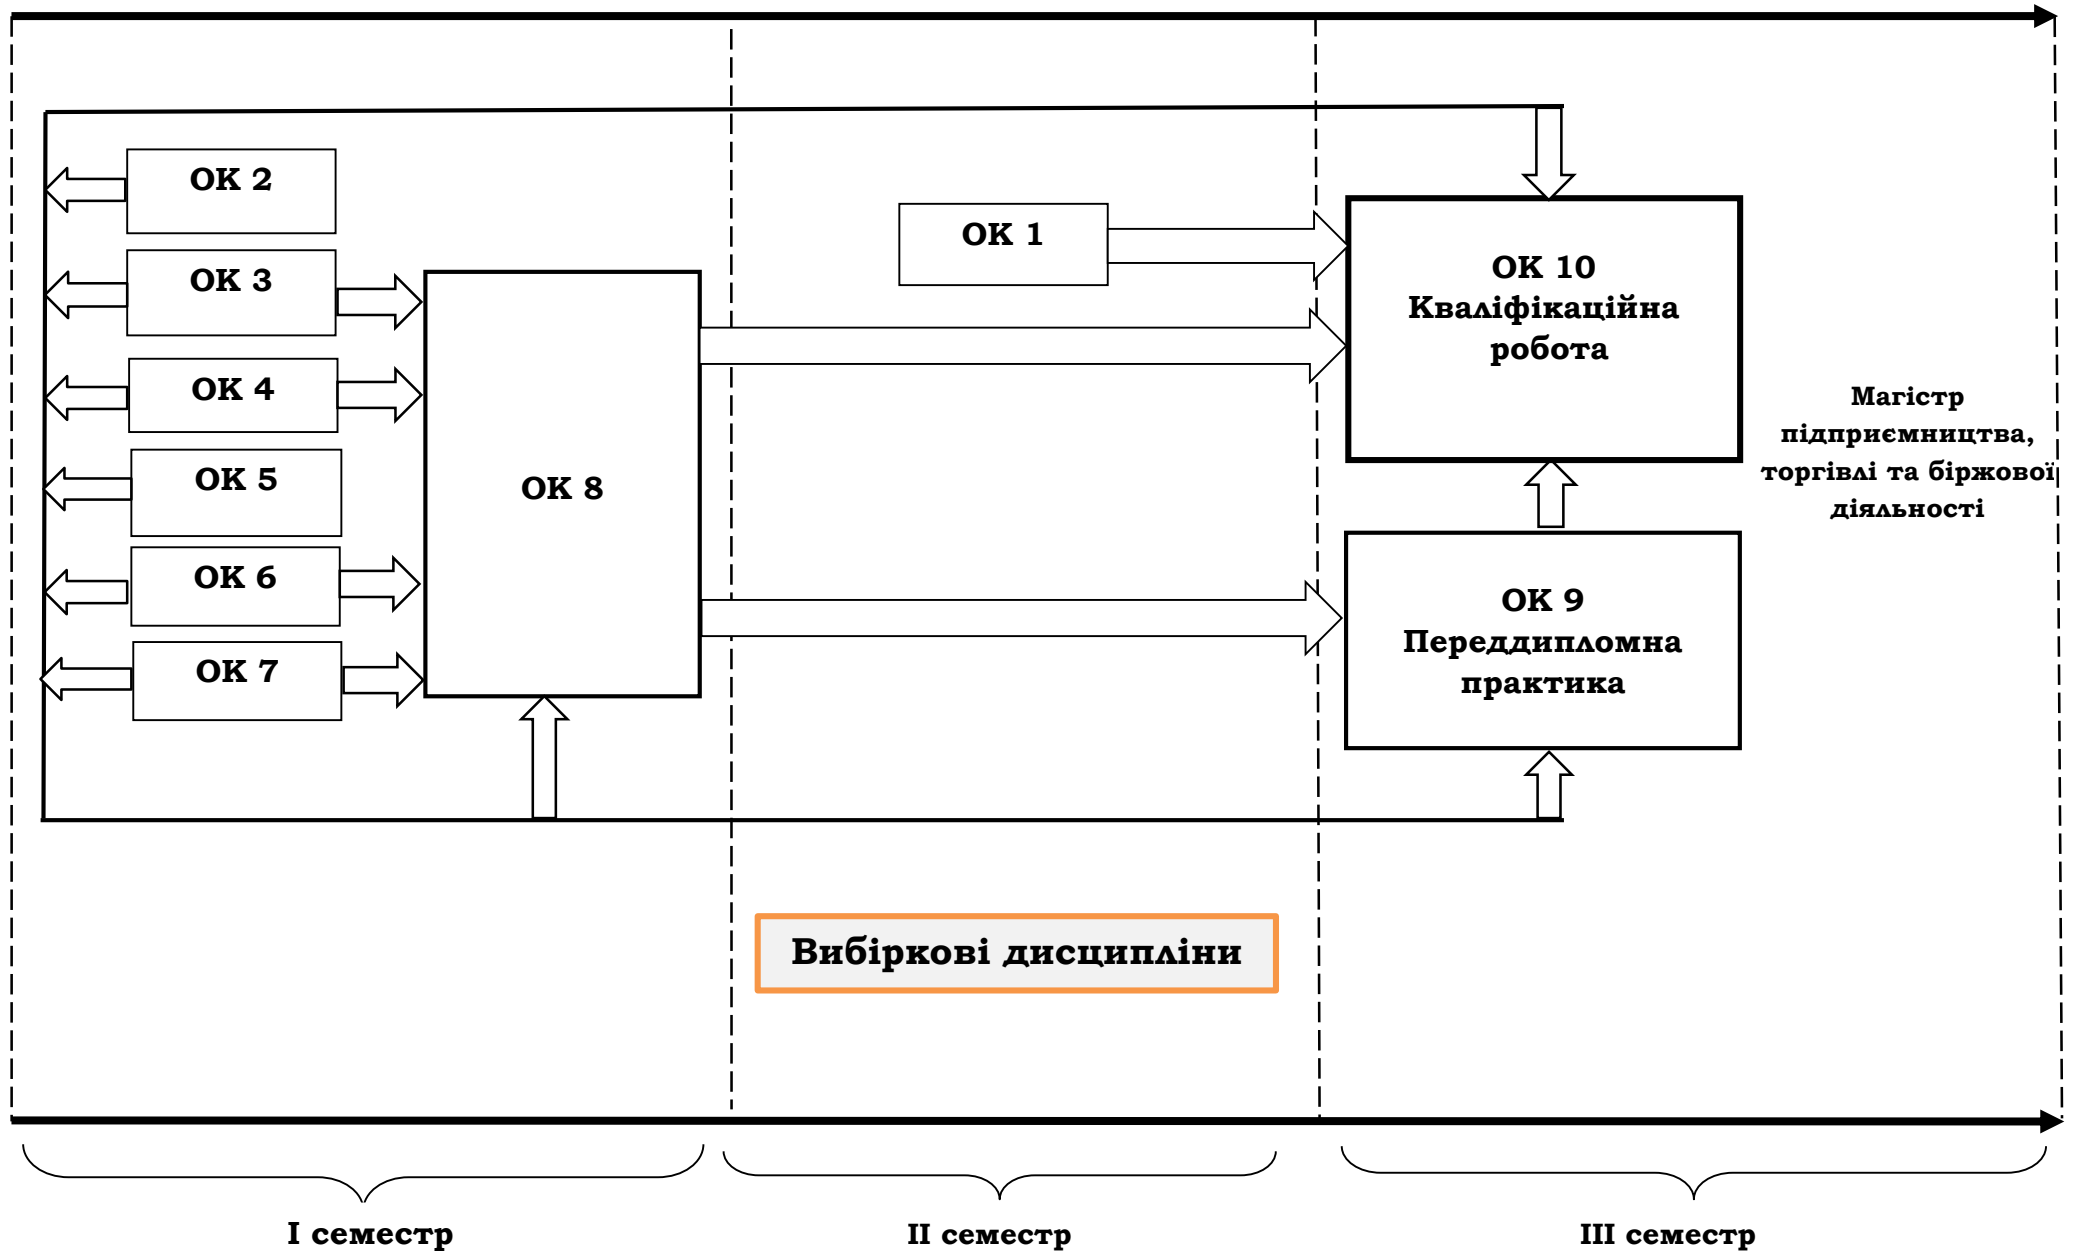 ОК 2
ОК 3
ОК 4
ОК 5
ОК 6
ОК 7
ОК 8
ОК 1
ОК 10
Кваліфікаційна
робота
ОК 9
Переддипломна
практика
Магістр
підприємництва,
торгівлі та біржової
діяльності
Вибіркові дисципліни
І семестр
ІІ семестр
ІІІ семестр